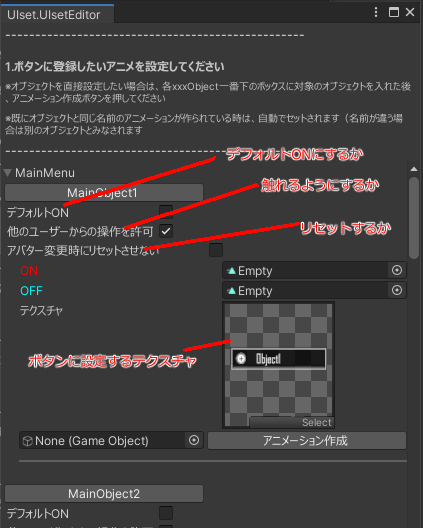 UIset.UIsetEditor
--------------------------------------------
1.ボタンに登録したいアニメを設定してください
※オブジェクトを直接設定したい場合は、各xxxObject一番下のボックスに対象のオブジェクトを入れた後
、アニメーション作成ボタンを押してください
※既にオブジェクトと同じ名前のアニメーションが作られている時は、自動でセットされます（名前が違う場
合は別のオブジェクトとみなされます
--------------------------------------------
デフォルトONにするか
MainMenu
触れるようにするか
MainObject1
デフォルトON
リセットするか
他のユーザーからの操作を許可
アバター変更時にリセットさせない
ON
Empty
OFF
Empty
テクスチャ
Object1
ボタンに設定するテクスチャ
Select
None (Game Object)
アニメーション作成
MainObject2
デフォルトON